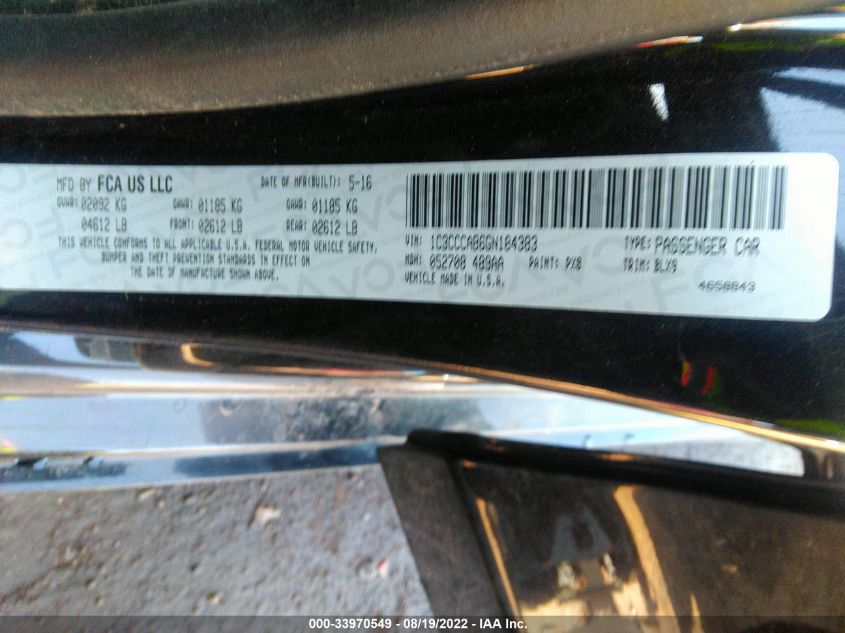 MFD BY FCA US LLC DATE OF MFR(BUILT): 5-16
GVWR: 02092 KG GAWR: 01185 KG GAWR: 01185 KG
04612 LB FRONT: 02612 LB REAR: 02612 LB
THIS VEHICLE CONFORMS TO ALL APPLICABLE U.S.A. FEDERAL MOTOR VEHICLE SAFETY,
BUMPER AND THEFT PREVENTION STANDARDS IN EFFECT ON
THE DATE OF MANUFACTURE SHOWN ABOVE.
VIN: 1C3CCCAB6GN184383 TYPE: PASSENGER CAR
MDH: 052708 489AA PAINT: PX8 TRIM: BLX9
VEHICLE MADE IN U.S.A. 4658843
000-33970549 - 08/19/2022 - IAA Inc.